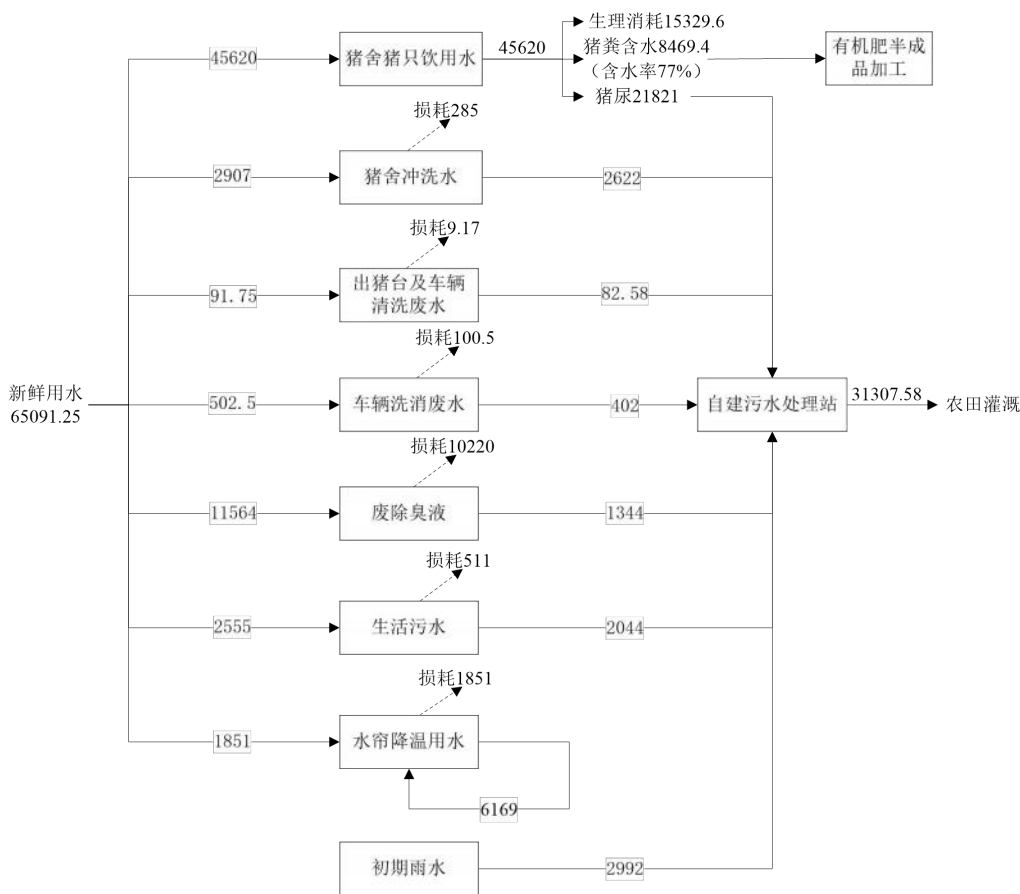 生理消耗15329.6
45620
猪舍猪只饮用水
45620
猪粪含水8469.4
（含水率77%）
有机肥半成
品加工
猪尿21821
损耗285
2907
猪舍冲洗水
2622
损耗9.17
91.75
出猪台及车辆
清洗废水
82.58
损耗100.5
新鲜用水
65091.25
502.5
车辆洗消废水
402
自建污水处理站
31307.58
农田灌溉
损耗10220
11564
废除臭液
1344
损耗511
2555
生活污水
2044
损耗1851
1851
水帘降温用水
6169
初期雨水
2992